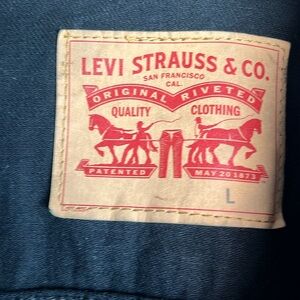 LEVI STRAUSS & CO.
SAN FRANCISCO
CAL.
ORIGINAL RIVETED
QUALITY CLOTHING
PATENTED MAY 20 1873
L